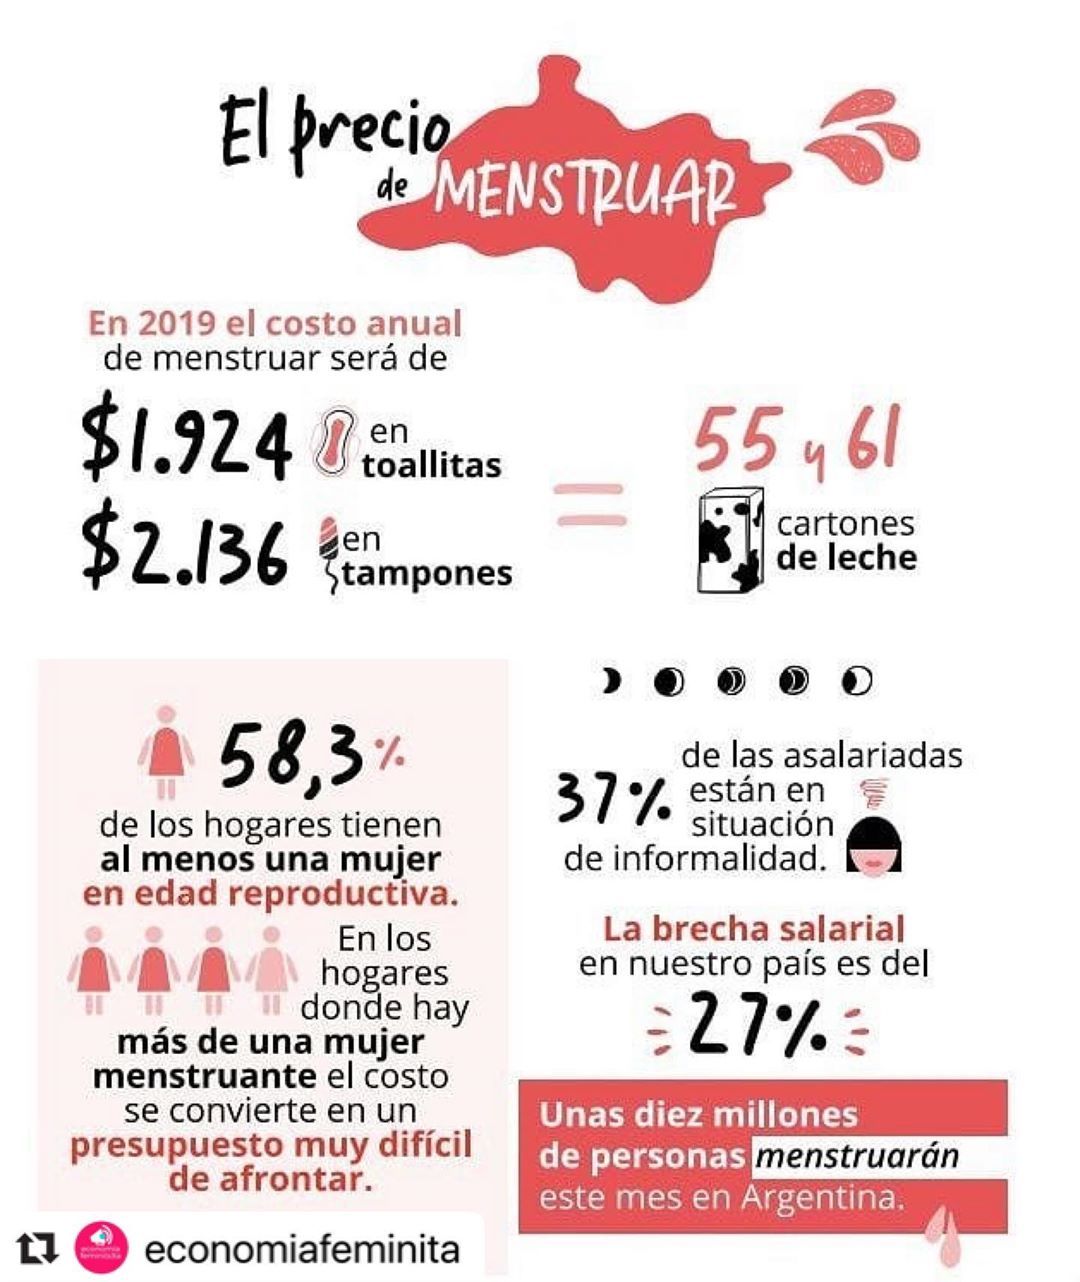 El precio
de MENSTRUAR
En 2019 el costo anual
de menstruar será de
$1.924 en
toallitas
$2.136 en
tampones
=
55 y 61
cartones
de leche
58,3%
de los hogares tienen
al menos una mujer
en edad reproductiva.
En los
hogares
donde hay
más de una mujer
menstruante el costo
se convierte en un
presupuesto muy difícil
de afrontar.
37% de las asalariadas
están en
situación
de informalidad.
La brecha salarial
en nuestro país es del
27%
Unas diez millones
de personas menstruarán
este mes en Argentina.
economiafeminita